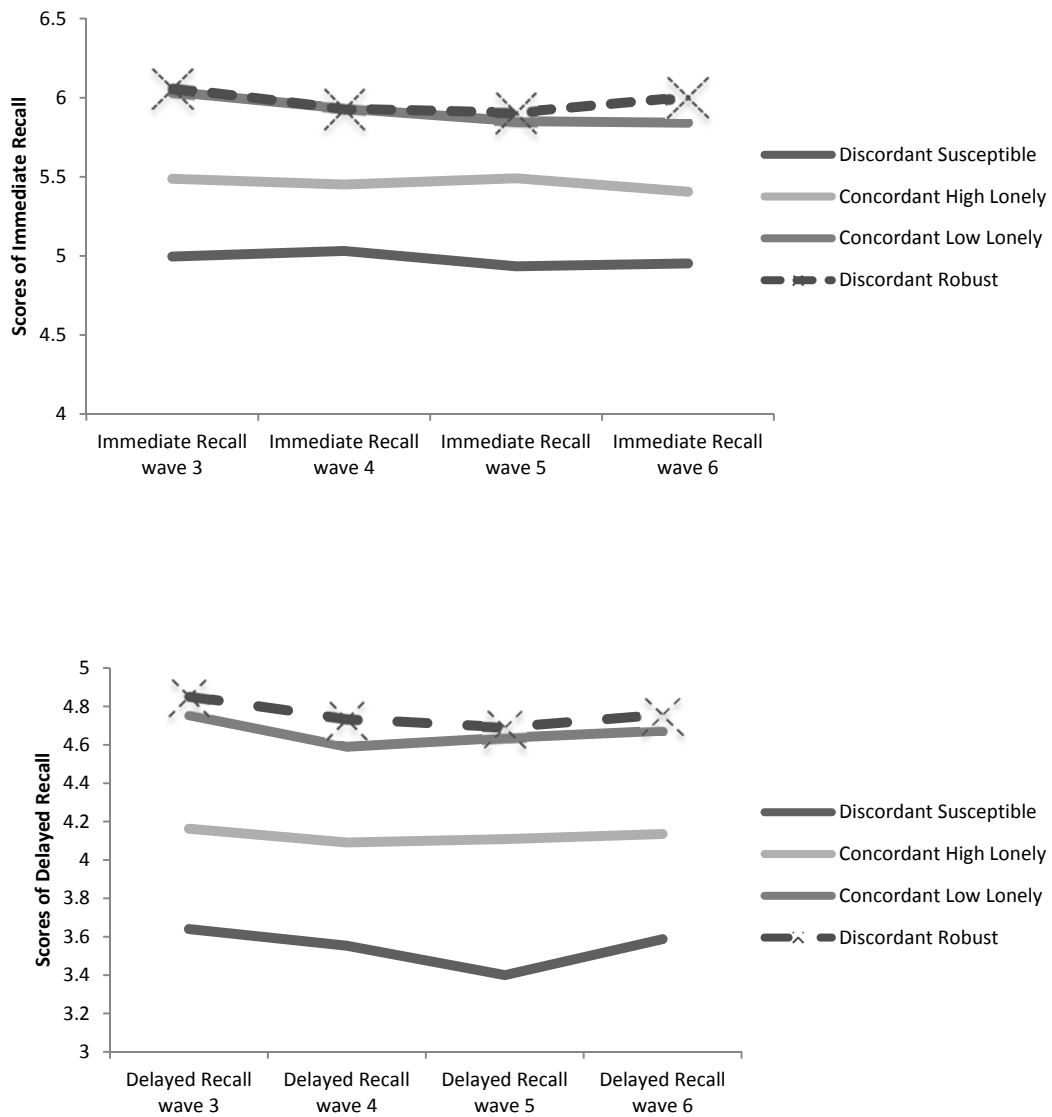 6.5
6
5.5
5
4.5
4
Scores of Immediate Recall
Immediate Recall
wave 3
Immediate Recall
wave 4
Immediate Recall
wave 5
Immediate Recall
wave 6
Discordant Susceptible
Concordant High Lonely
Concordant Low Lonely
Discordant Robust
5
4.8
4.6
4.4
4.2
4
3.8
3.6
3.4
3.2
3
Scores of Delayed Recall
Delayed Recall
wave 3
Delayed Recall
wave 4
Delayed Recall
wave 5
Delayed Recall
wave 6
Discordant Susceptible
Concordant High Lonely
Concordant Low Lonely
Discordant Robust